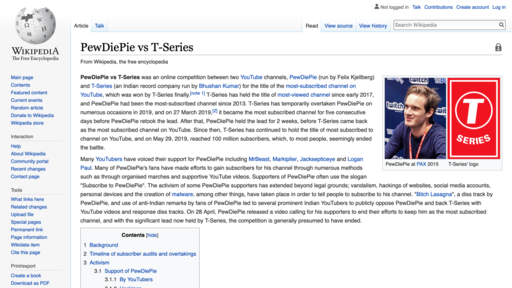 Not logged in Talk Contributions Create account Log in
Article Talk Read View source View history Search Wikipedia
WIKIPEDIA
The Free Encyclopedia
Main page
Contents
Featured content
Current events
Random article
Donate to Wikipedia
Wikipedia store
Interaction
Help
About Wikipedia
Community portal
Recent changes
Contact page
Tools
What links here
Related changes
Upload file
Special pages
Permanent link
Page information
Wikidata item
Cite this page
Print/export
Create a book
Download as PDF
PewDiePie vs T-Series
From Wikipedia, the free encyclopedia
PewDiePie vs T-Series was an online competition between two YouTube channels, PewDiePie (run by Felix Kjellberg)
and T-Series (an Indian record company run by Bhushan Kumar) for the title of the most-subscribed channel on
YouTube, which was won by T-Series finally.[note 1] T-Series has held the title of most-viewed channel since early 2017,
and PewDiePie had been the most-subscribed channel since 2013. T-Series has temporarily overtaken PewDiePie on
numerous occasions in 2019, and on 27 March 2019,[2] it became the most subscribed channel for five consecutive
days before PewDiePie retook the lead. After that, PewDiePie held the lead for 2 weeks, before T-Series came back
as the most subscribed channel on YouTube. Since then, T-Series has continued to hold the title of most subscribed
to channel on YouTube, and on May 29, 2019, reached 100 million subscribers, which, to most people, seemingly ended
the battle.
Many YouTubers have voiced their support for PewDiePie including MrBeast, Markiplier, Jacksepticeye and Logan
Paul. Many of PewDiePie's fans have made efforts to gain subscribers for his channel through numerous methods
such as through organised marches and supportive YouTube videos. Supporters of PewDiePie often use the slogan
"Subscribe to PewDiePie". The activism of some PewDiePie supporters has extended beyond legal grounds; vandalism, hackings of websites, social media accounts,
personal devices and the creation of malware, among other things, have taken place in order to tell people to subscribe to his channel. "Bitch Lasagna", a diss track by
PewDiePie, and use of anti-Indian remarks by fans of PewDiePie led to several prominent Indian YouTubers to publicly oppose PewDiePie and back T-Series with
YouTube videos and response diss tracks. On 28 April, PewDiePie released a video calling for his supporters to end their efforts to keep him as the most subscribed
channel, and with the significant lead now held by T-Series, the competition is generally presumed to have ended.
twitch
T
SERIES
PewDiePie at PAX 2015 T-Series' logo
Contents [hide]
1 Background
2 Timeline of subscriber audits and overtakings
3 Activism
3.1 Support of PewDiePie
3.1.1 By YouTubers